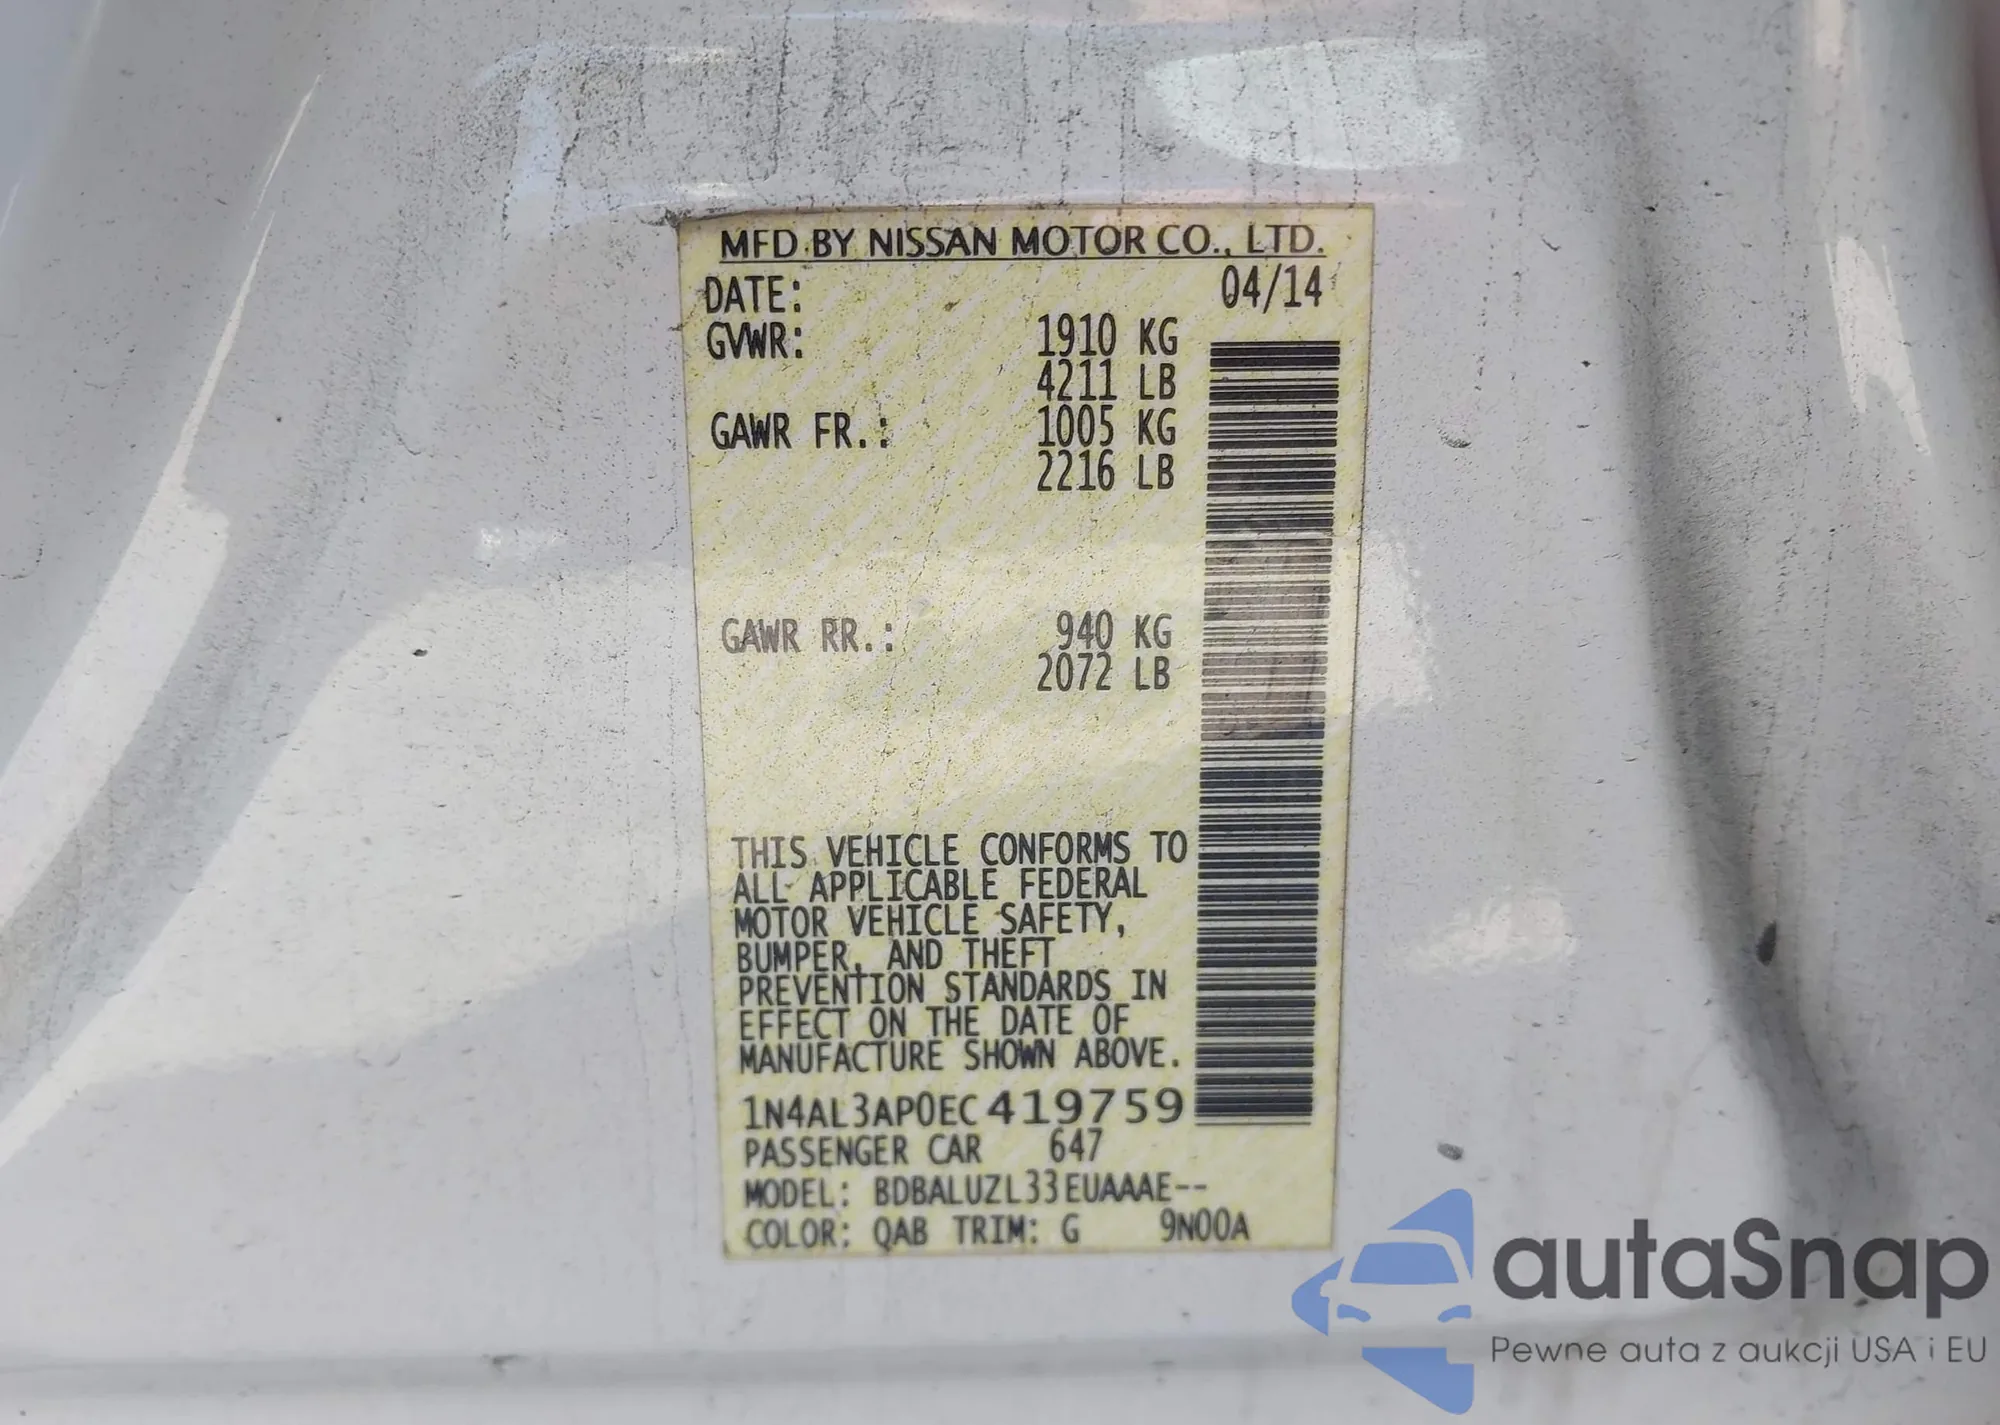 MFD BY NISSAN MOTOR CO., LTD.
DATE: 04/14
GVWR: 1910 KG
4211 LB
GAWR FR.: 1005 KG
2216 LB
GAWR RR.: 940 KG
2072 LB
THIS VEHICLE CONFORMS TO
ALL APPLICABLE FEDERAL
MOTOR VEHICLE SAFETY,
BUMPER, AND THEFT
PREVENTION STANDARDS IN
EFFECT ON THE DATE OF
MANUFACTURE SHOWN ABOVE.
1N4AL3AP0EC419759
PASSENGER CAR 647
MODEL: BDBALUZL33EUAAAE--
COLOR: QAB TRIM: G 9N00A
autaSnap
Pewne auta z aukcji USA i EU